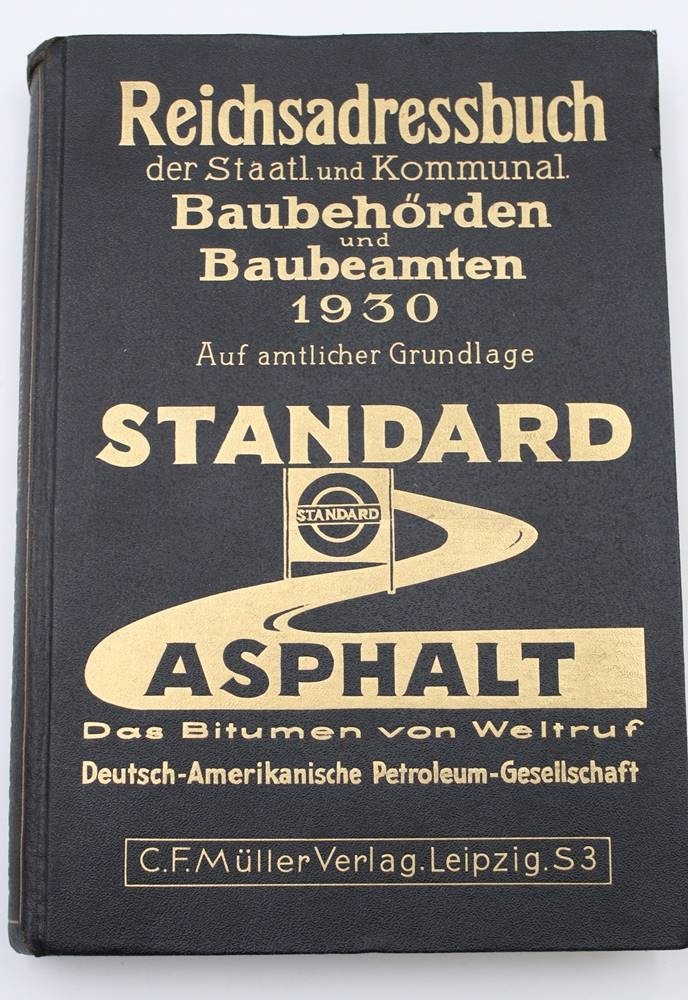 Reichsadressbuch
der Staatl. und Kommunal.
Baubehörden
und
Baubeamten
1930
Auf amtlicher Grundlage
STANDARD
STANDARD
ASPHALT
Das Bitumen von Weltruf
Deutsch-Amerikanische Petroleum-Gesellschaft
C.F. Müller Verlag. Leipzig. S3